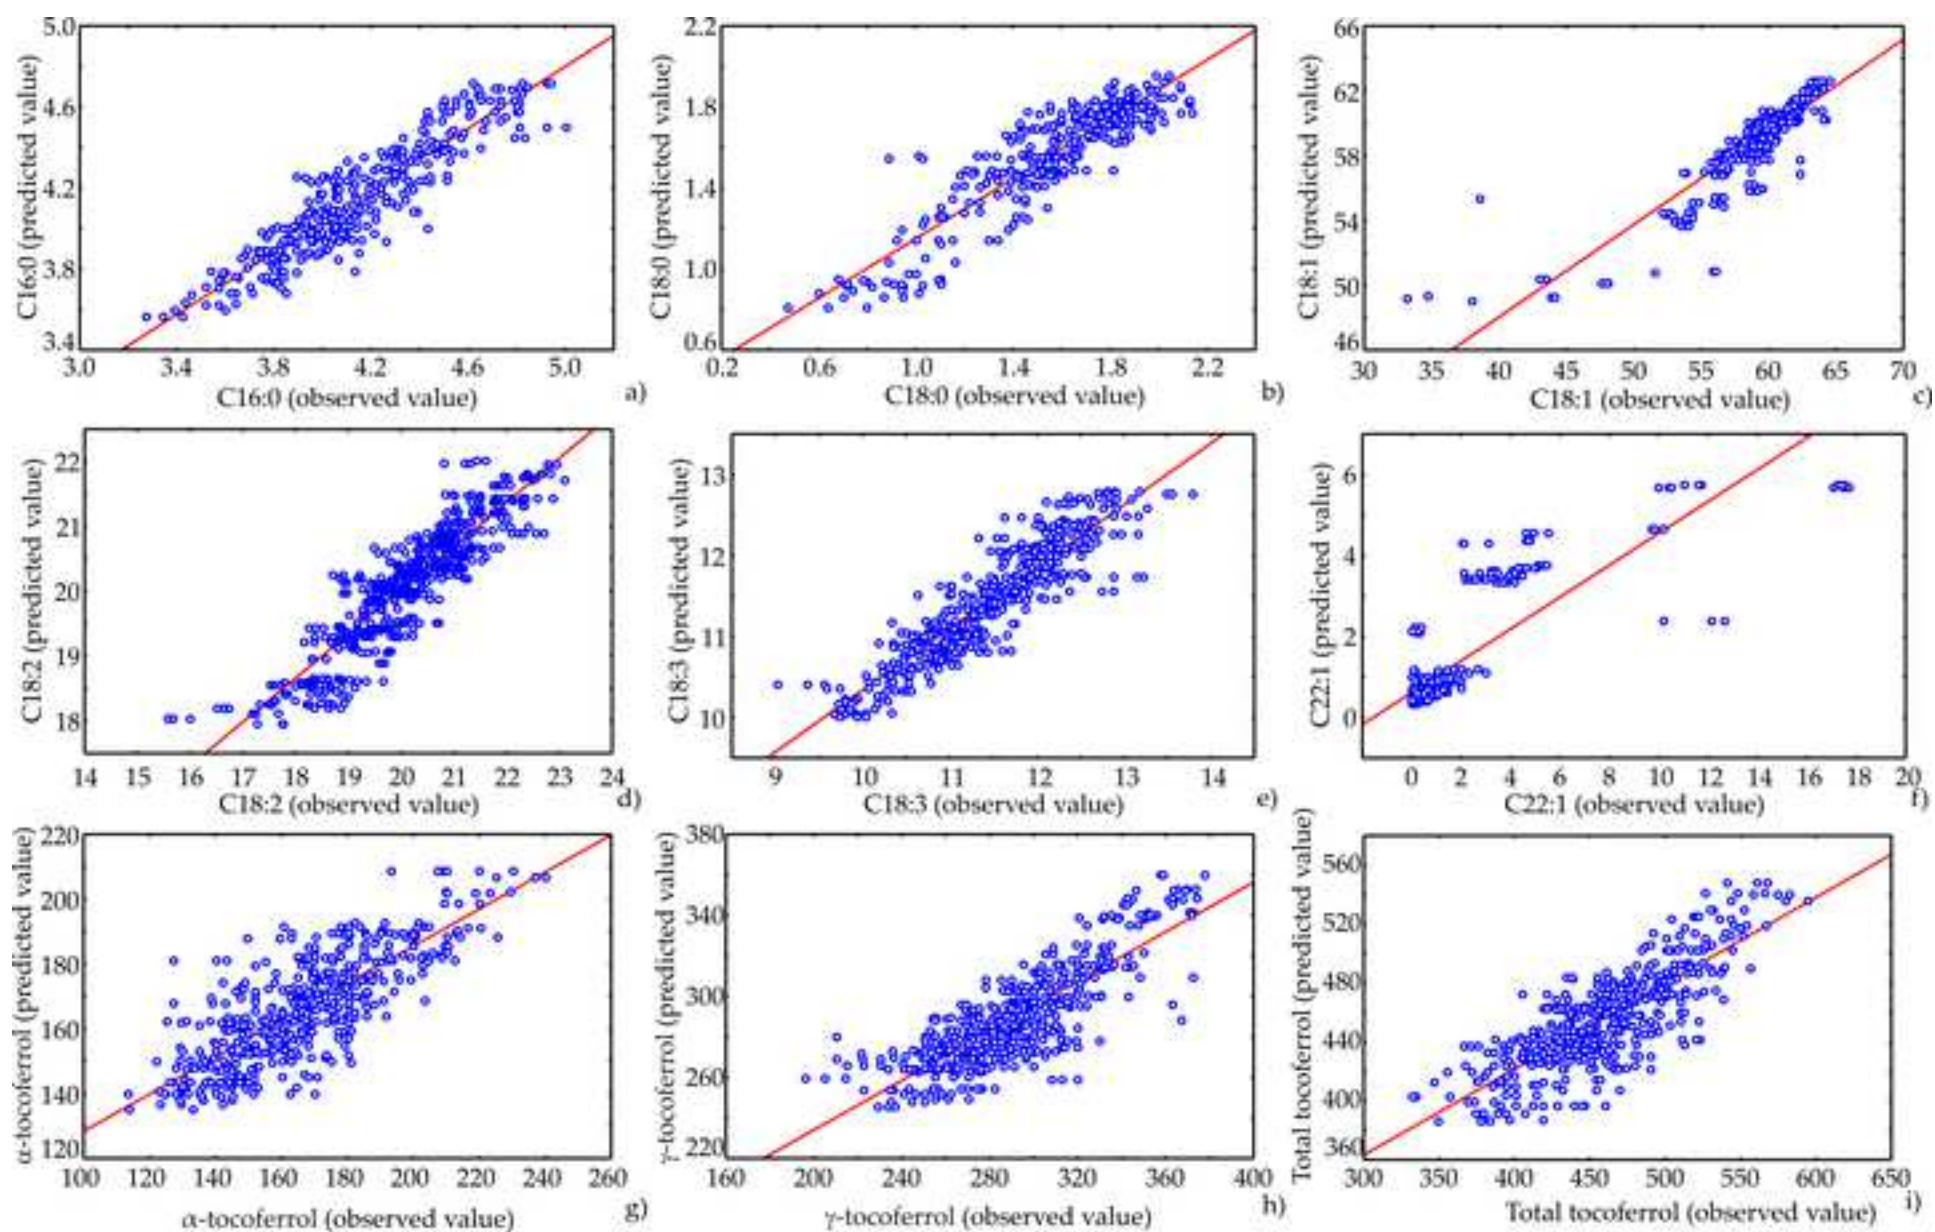 C16:0 (predicted value)
5.0
4.6
4.2
3.8
3.4
3.0 3.4 3.8 4.2 4.6 5.0
C16:0 (observed value)
a)
C18:0 (predicted value)
2.2
1.8
1.4
1.0
0.6
0.2 0.6 1.0 1.4 1.8 2.2
C18:0 (observed value)
b)
C18:1 (predicted value)
66
62
58
54
50
46
30 35 40 45 50 55 60 65 70
C18:1 (observed value)
c)
C18:2 (predicted value)
22
21
20
19
18
14 15 16 17 18 19 20 21 22 23 24
C18:2 (observed value)
d)
C18:3 (predicted value)
13
12
11
10
9 10 11 12 13 14
C18:3 (observed value)
e)
C22:1 (predicted value)
6
4
2
0
0 2 4 6 8 10 12 14 16 18 20
C22:1 (observed value)
f)
α-tocoferrol (predicted value)
220
200
180
160
140
120
100 120 140 160 180 200 220 240 260
α-tocoferrol (observed value)
g)
γ-tocoferrol (predicted value)
380
340
300
260
220
160 200 240 280 320 360 400
γ-tocoferrol (observed value)
h)
Total tocoferrol (predicted value)
560
520
480
440
400
360
300 350 400 450 500 550 600 650
Total tocoferrol (observed value)
i)